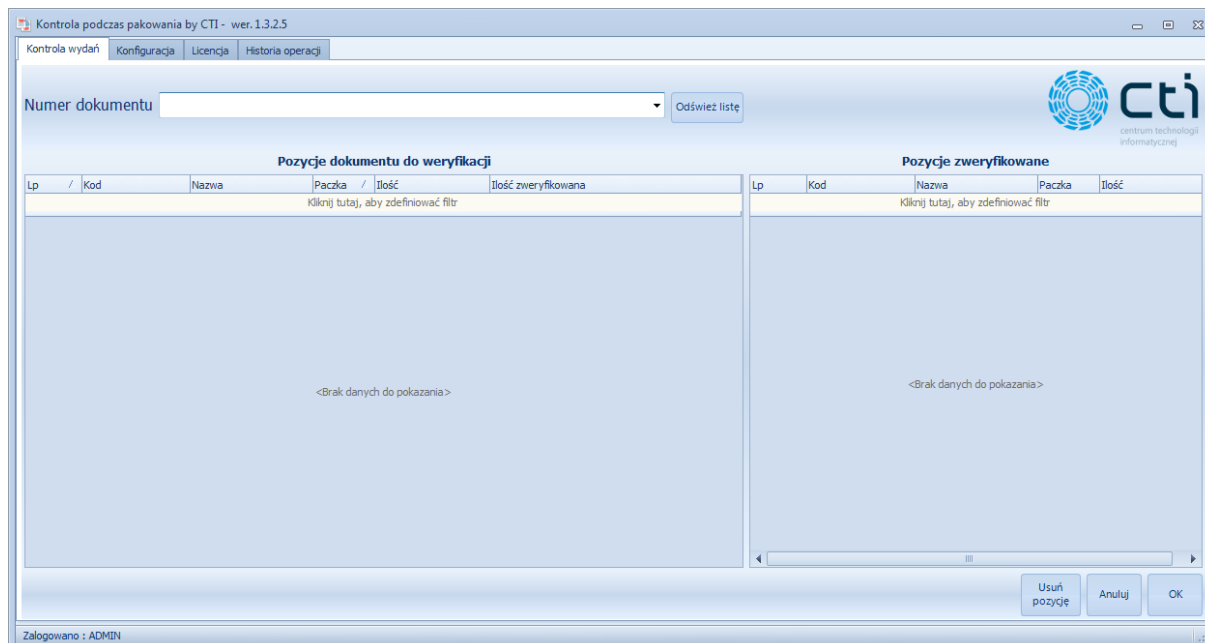 Kontrola podczas pakowania by CTI - wer. 1.3.2.5
Kontrola wydań Konfiguracja Licencja Historia operacji
Numer dokumentu Odśwież listę
cti
centrum technologii
informatycznej
Pozycje dokumentu do weryfikacji Pozycje zweryfikowane
Lp / Kod Nazwa Paczka / Ilość Ilość zweryfikowana Lp Kod Nazwa Paczka Ilość
Kliknij tutaj, aby zdefiniować filtr Kliknij tutaj, aby zdefiniować filtr
<Brak danych do pokazania> <Brak danych do pokazania>
Usuń
pozycję Anuluj OK
Zalogowano : ADMIN